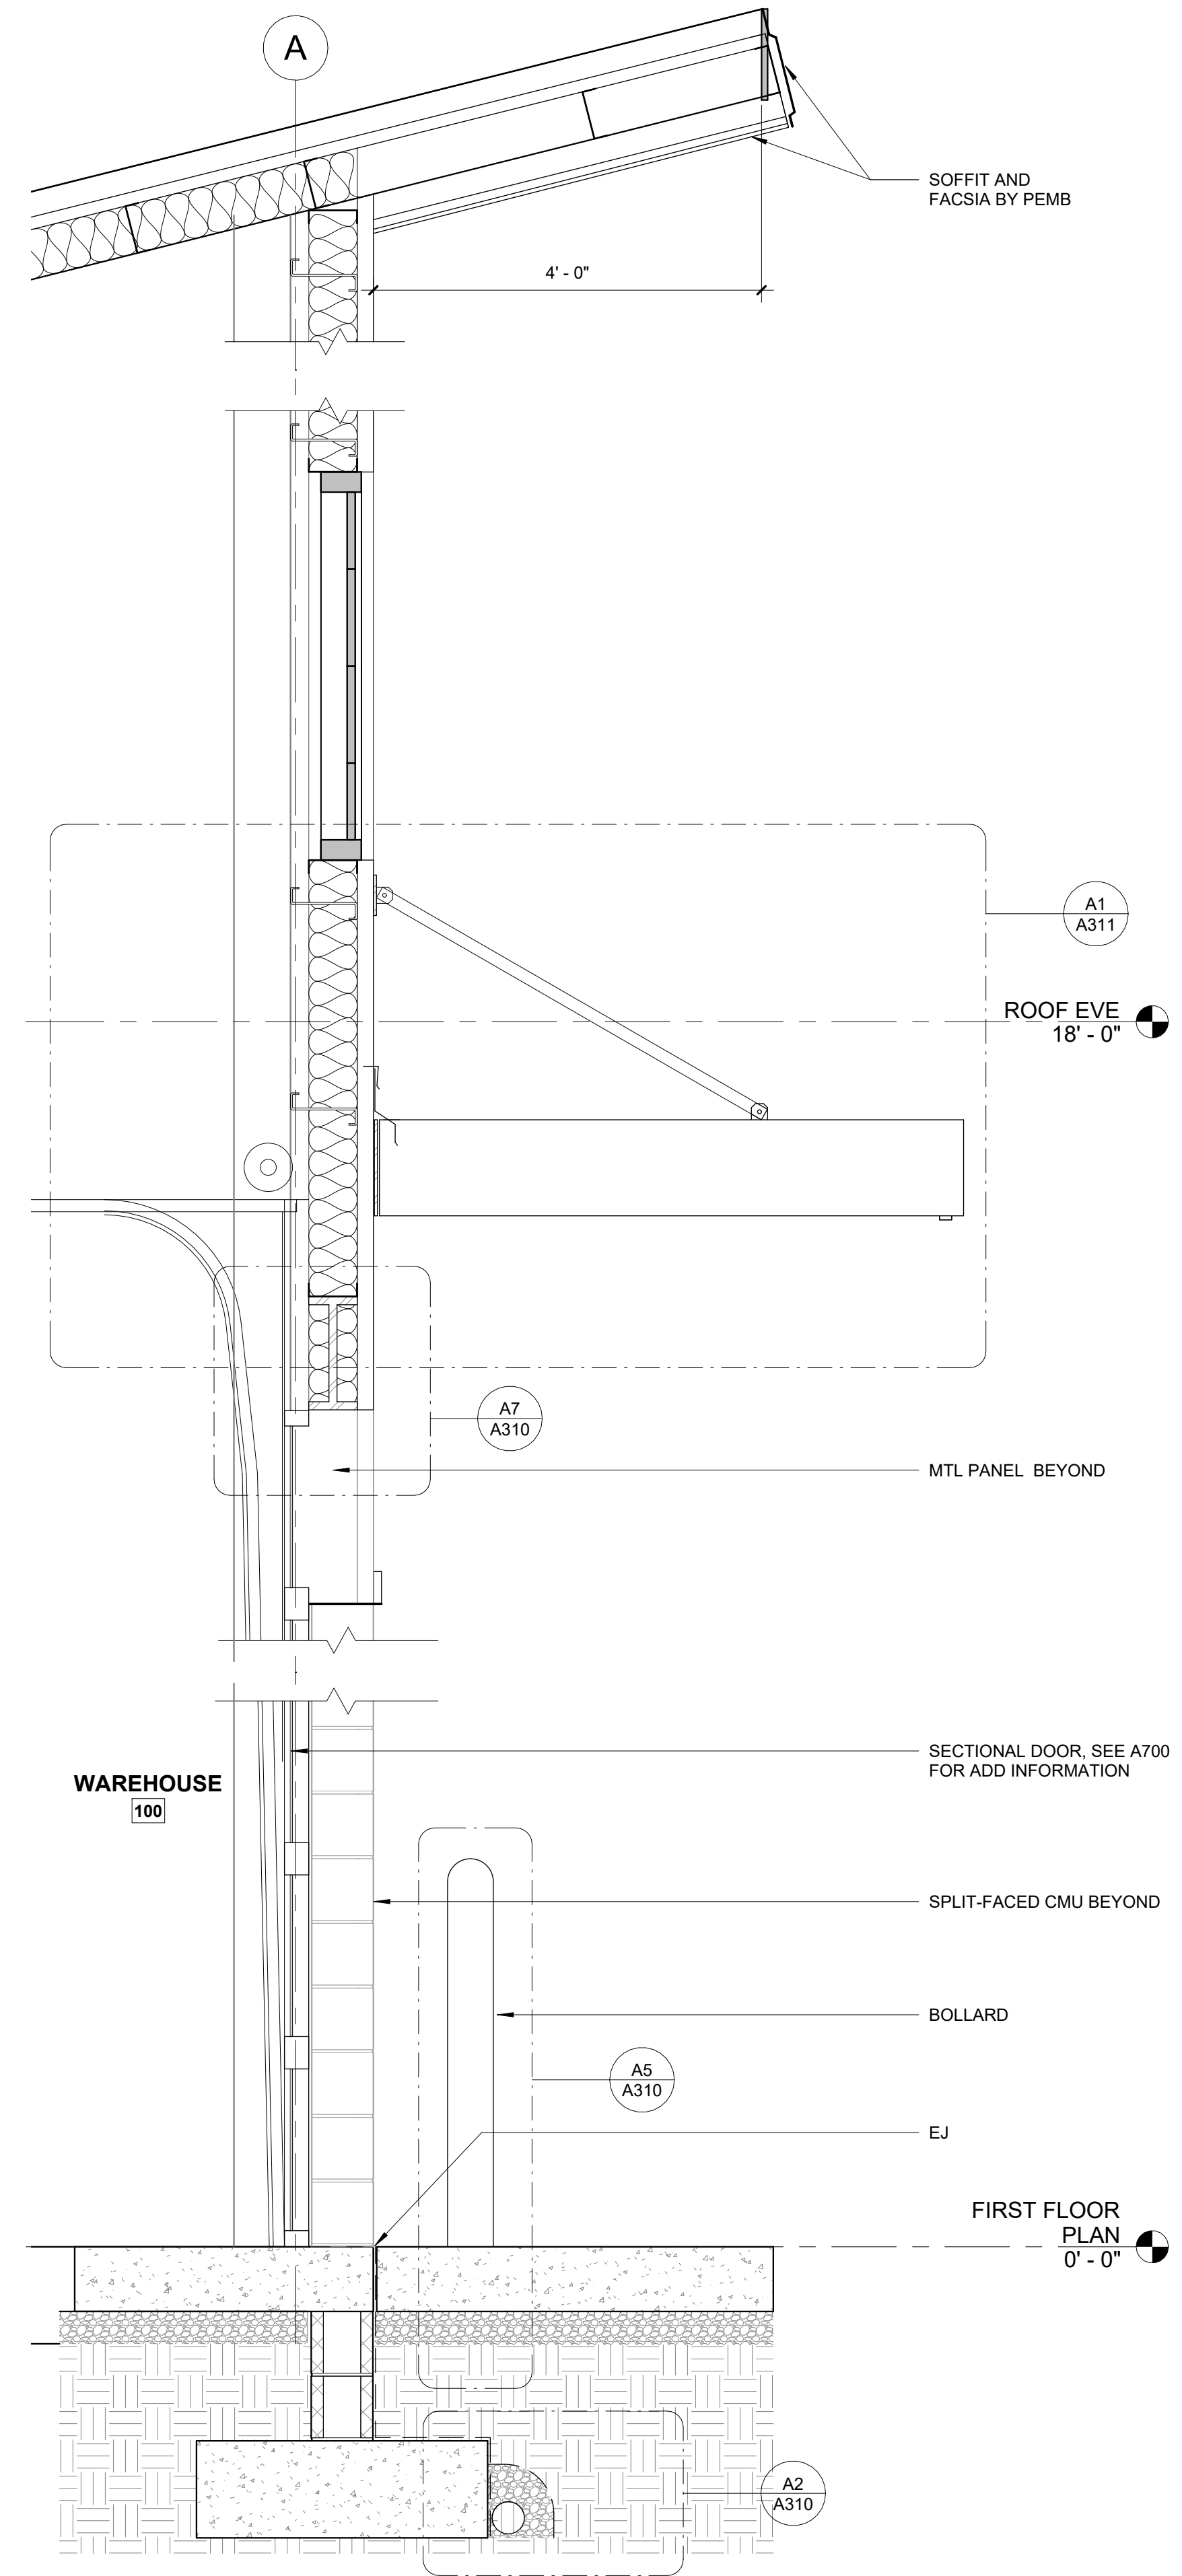 A
SOFFIT AND
FACSIA BY PEMB
4' - 0"
A1
A311
ROOF EVE
18' - 0"
A7
A310
MTL PANEL BEYOND
SECTIONAL DOOR, SEE A700
FOR ADD INFORMATION
WAREHOUSE
100
SPLIT-FACED CMU BEYOND
BOLLARD
A5
A310
EJ
FIRST FLOOR
PLAN
0' - 0"
A2
A310